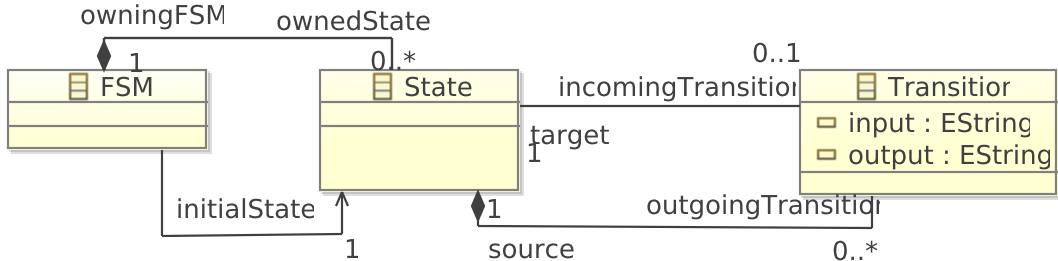 owningFSM
ownedState
1
0..*
0..1
FSM
State
incomingTransition
Transition
target
1
input : EString
output : EString
initialState
1
1
source
outgoingTransition
0..*